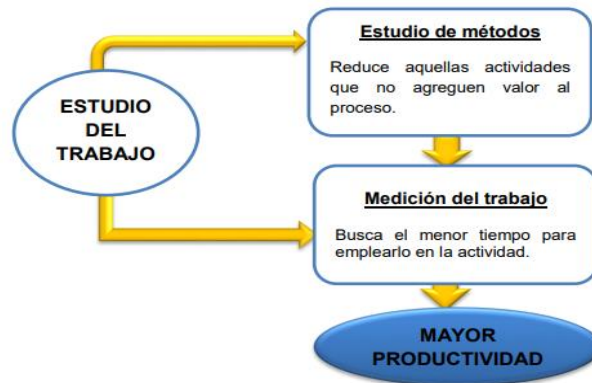 ESTUDIO
DEL
TRABAJO
Estudio de métodos
Reduce aquellas actividades
que no agreguen valor al
proceso.
Medición del trabajo
Busca el menor tiempo para
emplearlo en la actividad.
MAYOR
PRODUCTIVIDAD